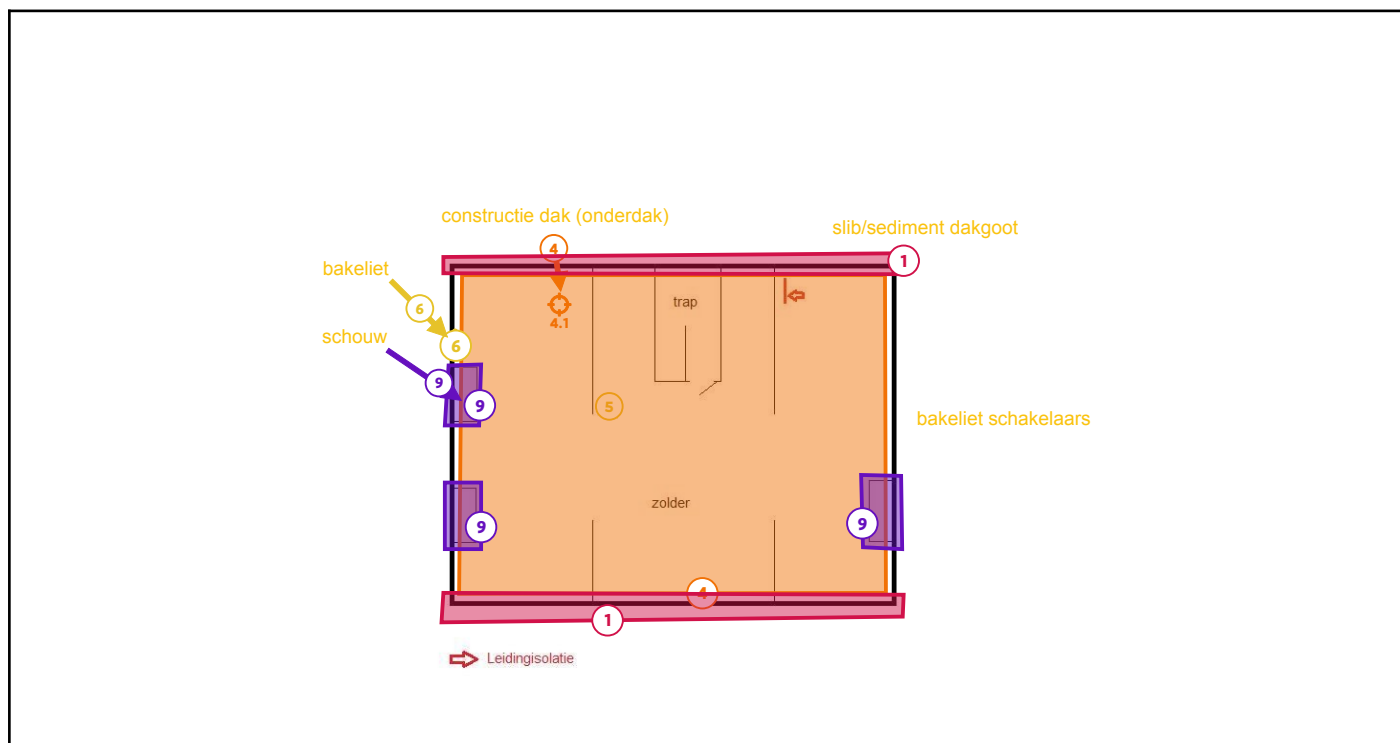 constructie dak (onderdak)
slib/sediment dakgoot
4
1
bakeliet
6
4.1
trap
schouw
6
9
9
5
bakeliet schakelaars
zolder
9
9
4
1
Leidingisolatie